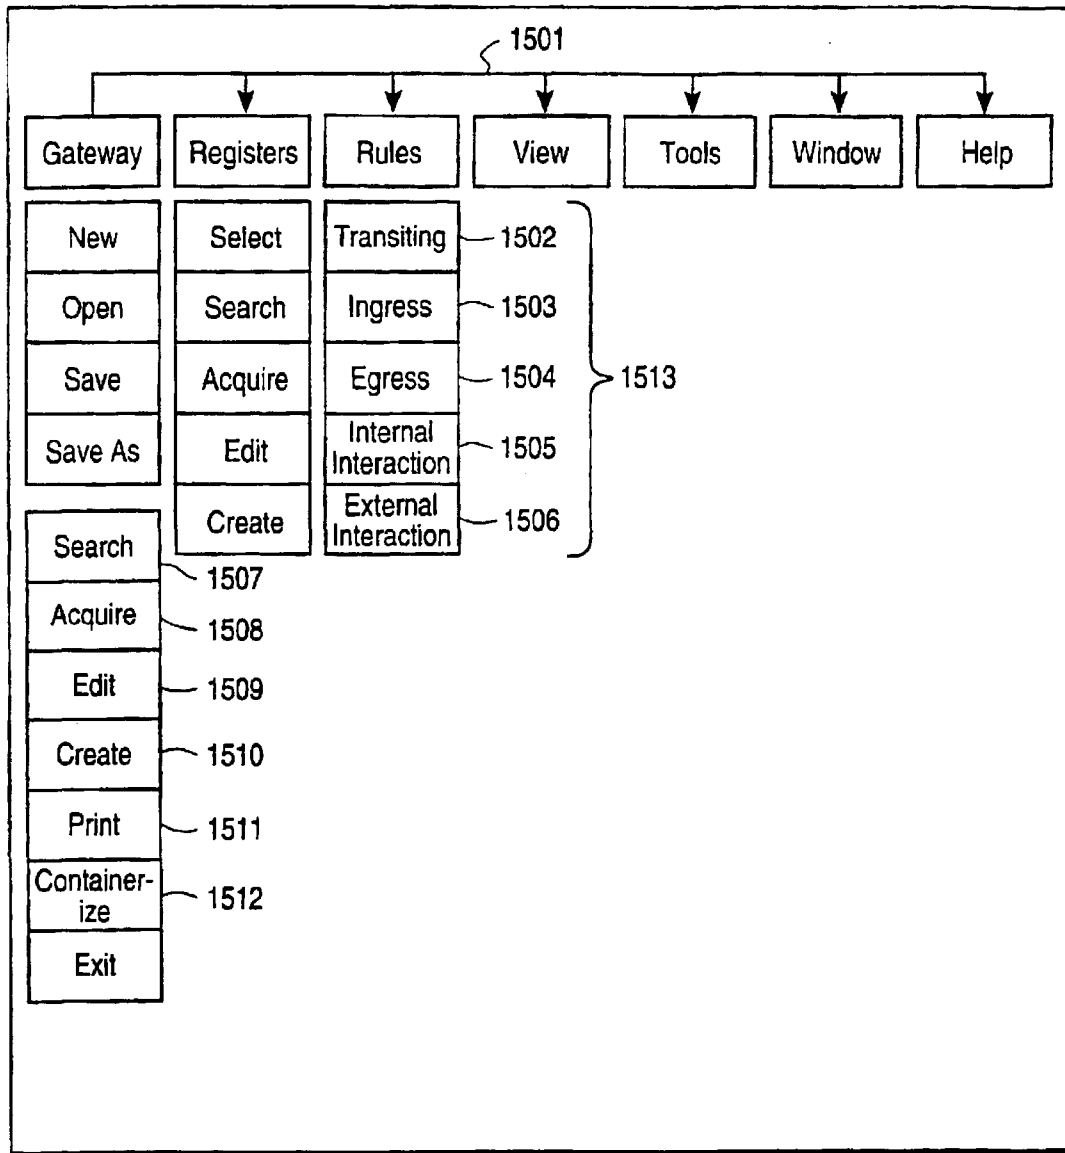 1501
Gateway Registers Rules View Tools Window Help
New Select Transiting 1502
Open Search Ingress 1503
Save Acquire Egress 1504 1513
Save As Edit Internal Interaction 1505
Create External Interaction 1506
Search 1507
Acquire 1508
Edit 1509
Create 1510
Print 1511
Container-
ize 1512
Exit